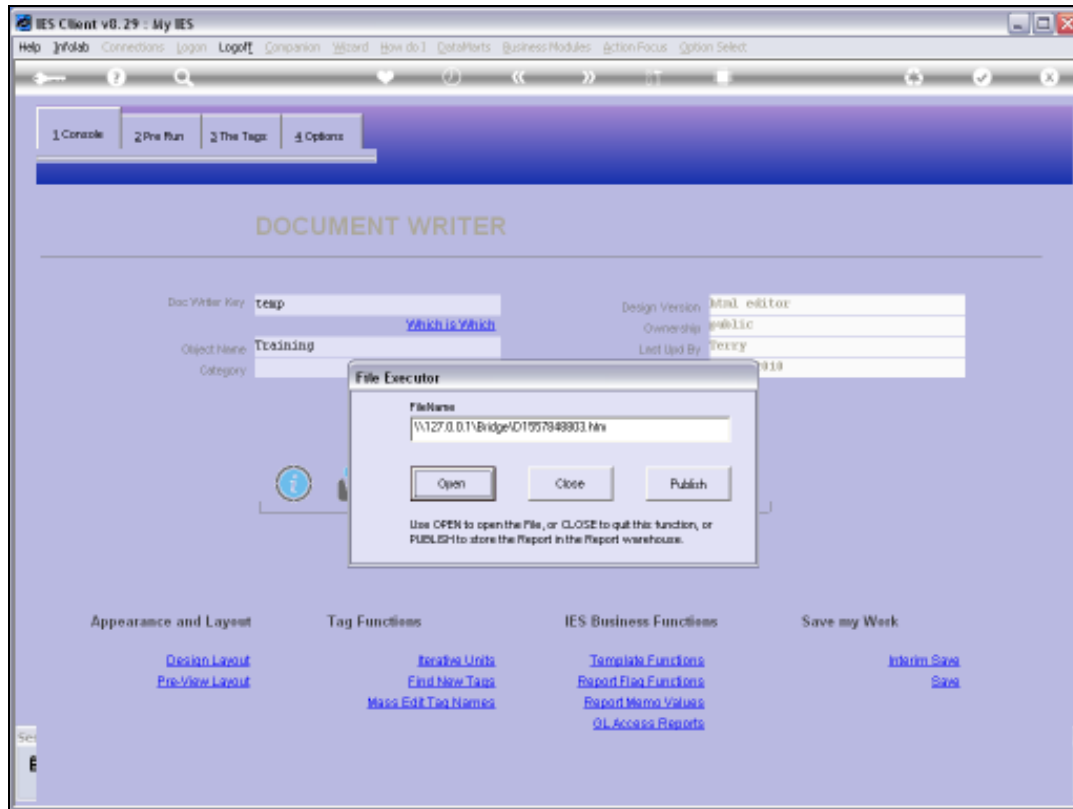 IES Client v8.29 : My IES
Help Infolab Connections Logon Logoff Companion Wizard How do I DataMarts Business Modules Action Focus Option Select
1 Console 2 Pre Run 3 The Tags 4 Options
DOCUMENT WRITER
Doc Writer Key temp
Design Version html editor
Which is Which
Ownership public
Object Name Training
Last Upd By Terry
Category
2010
File Executor
FileName
\\127.0.0.1\Bridge\D1557848803.htm
Open Close Publish
Use OPEN to open the File, or CLOSE to quit this function, or
PUBLISH to store the Report in the Report warehouse.
Appearance and Layout Tag Functions IES Business Functions Save my Work
Design Layout Iterative Units Template Functions Interim Save
Pre-View Layout Find New Tags Report Flag Functions Save
Mass Edit Tag Names Report Memo Values
GL Access Reports